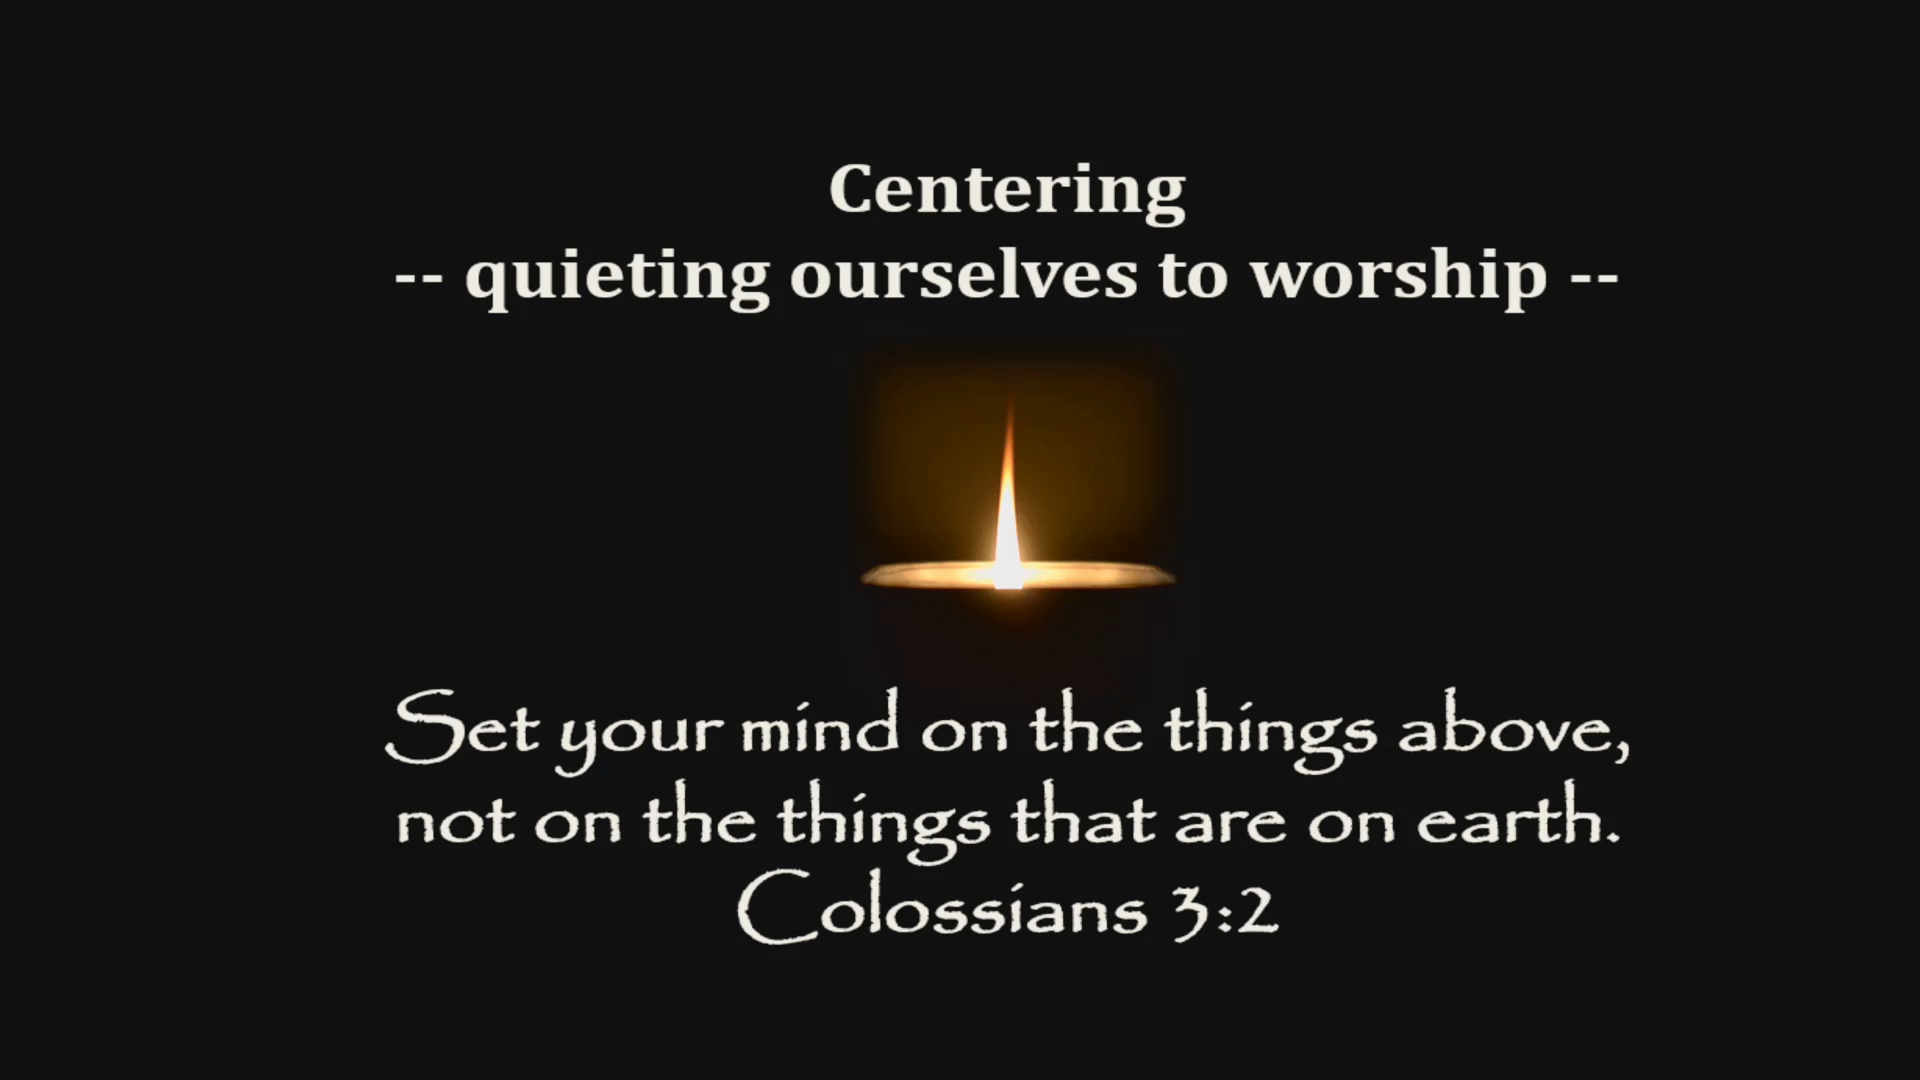 Centering
-- quieting ourselves to worship --
Set your mind on the things above,
not on the things that are on earth.
Colossians 3:2